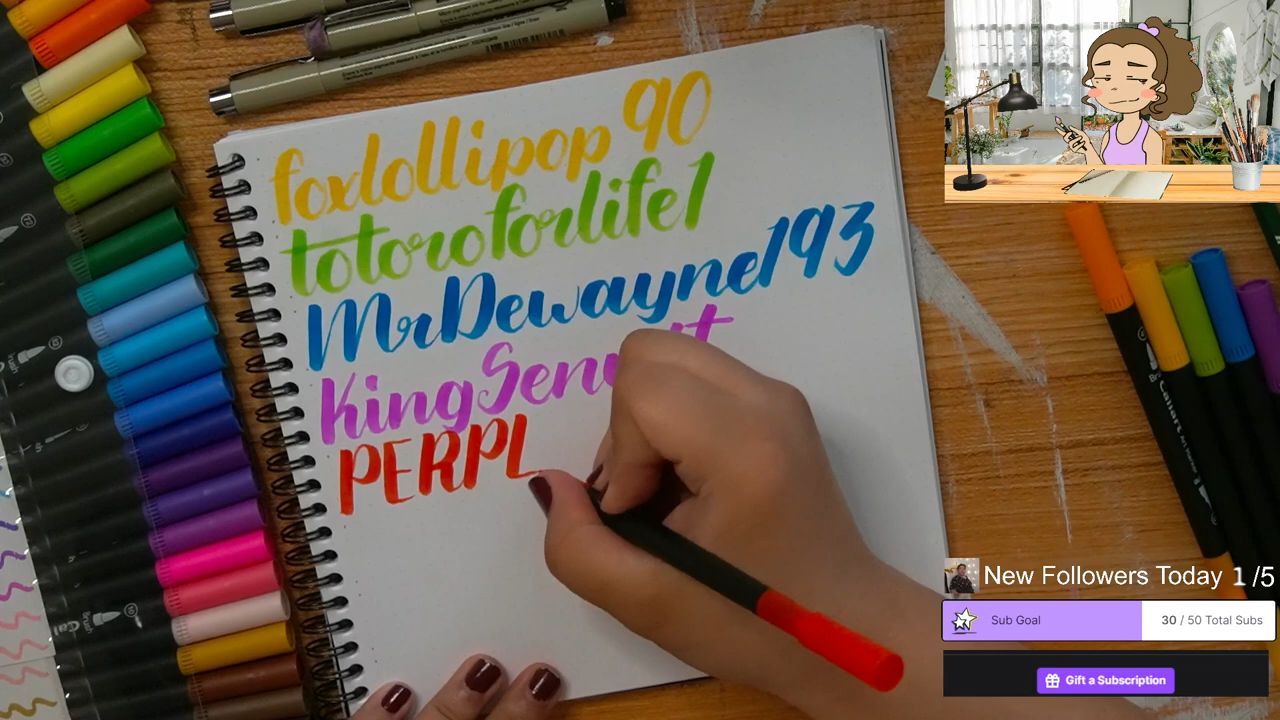 foxlollipop90
totoroforlife1
MrDewayne193
PERPL
New Followers Today 1 /5
Sub Goal
30 / 50 Total Subs
Gift a Subscription